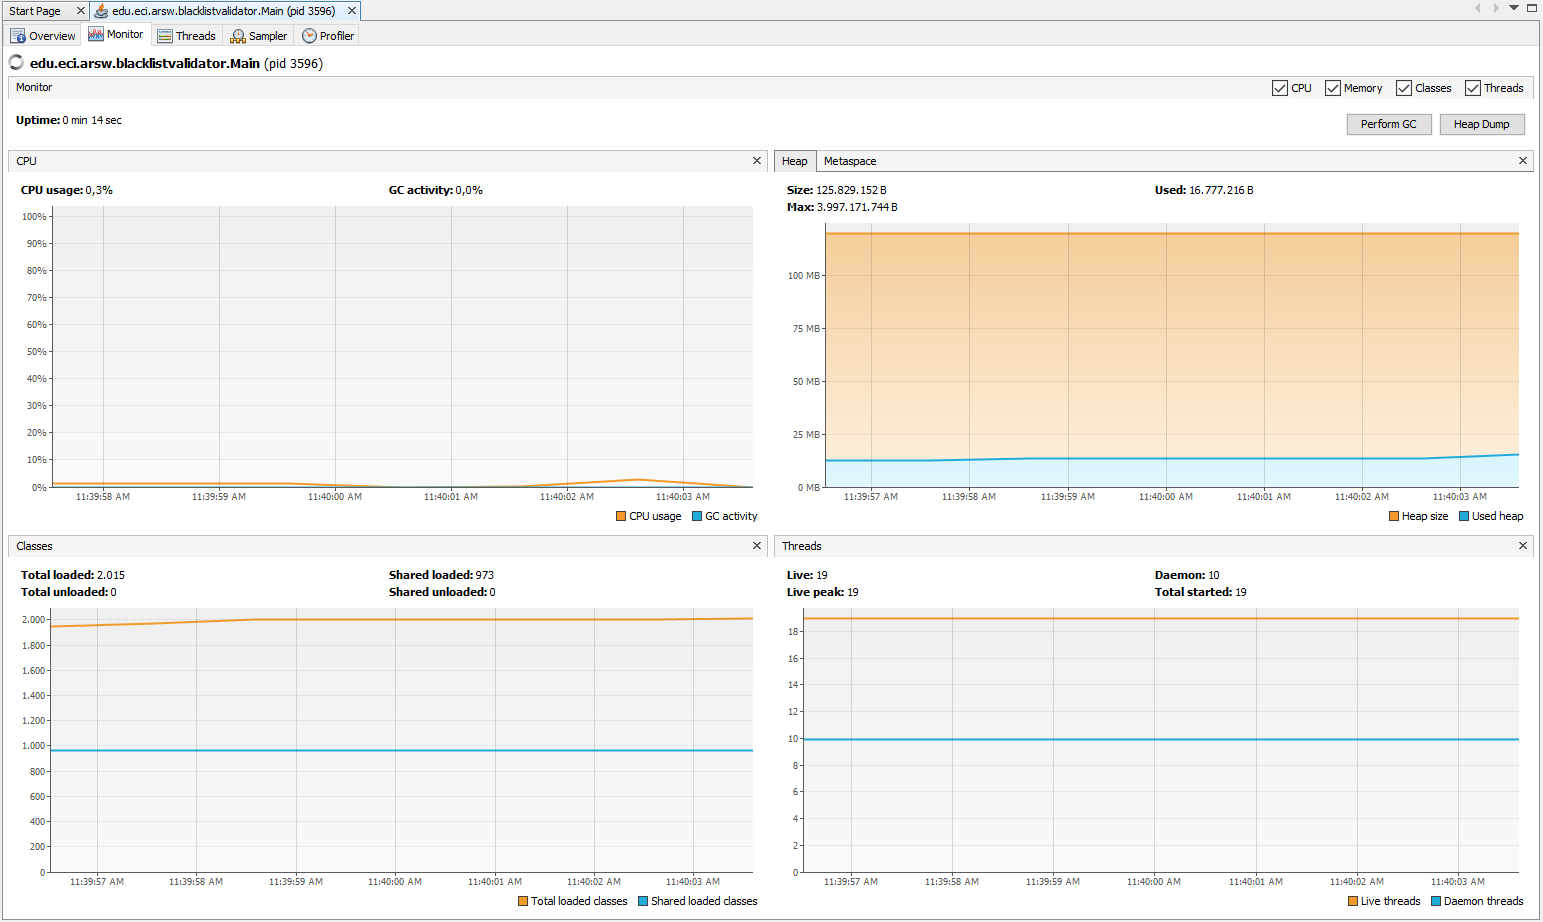 Start Page edu.eci.arsw.blacklistvalidator.Main (pid 3596)
Overview Monitor Threads Sampler Profiler
edu.eci.arsw.blacklistvalidator.Main (pid 3596)
Monitor CPU Memory Classes Threads
Uptime: 0 min 14 sec
Perform GC Heap Dump
CPU
CPU usage: 0,3% GC activity: 0,0%
100%
90%
80%
70%
60%
50%
40%
30%
20%
10%
0%
11:39:58 AM 11:39:59 AM 11:40:00 AM 11:40:01 AM 11:40:02 AM 11:40:03 AM
CPU usage GC activity
Heap Metaspace
Size: 125.829.152 B Used: 16.777.216 B
Max: 3.997.171.744 B
100 MB
75 MB
50 MB
25 MB
0 MB
11:39:57 AM 11:39:58 AM 11:39:59 AM 11:40:00 AM 11:40:01 AM 11:40:02 AM 11:40:03 AM
Heap size Used heap
Classes
Total loaded: 2.015 Shared loaded: 973
Total unloaded: 0 Shared unloaded: 0
2.000
1.800
1.600
1.400
1.200
1.000
800
600
400
200
0
11:39:57 AM 11:39:58 AM 11:39:59 AM 11:40:00 AM 11:40:01 AM 11:40:02 AM 11:40:03 AM
Total loaded classes Shared loaded classes
Threads
Live: 19 Daemon: 10
Live peak: 19 Total started: 19
18
16
14
12
10
8
6
4
2
0
11:39:57 AM 11:39:58 AM 11:39:59 AM 11:40:00 AM 11:40:01 AM 11:40:02 AM 11:40:03 AM
Live threads Daemon threads